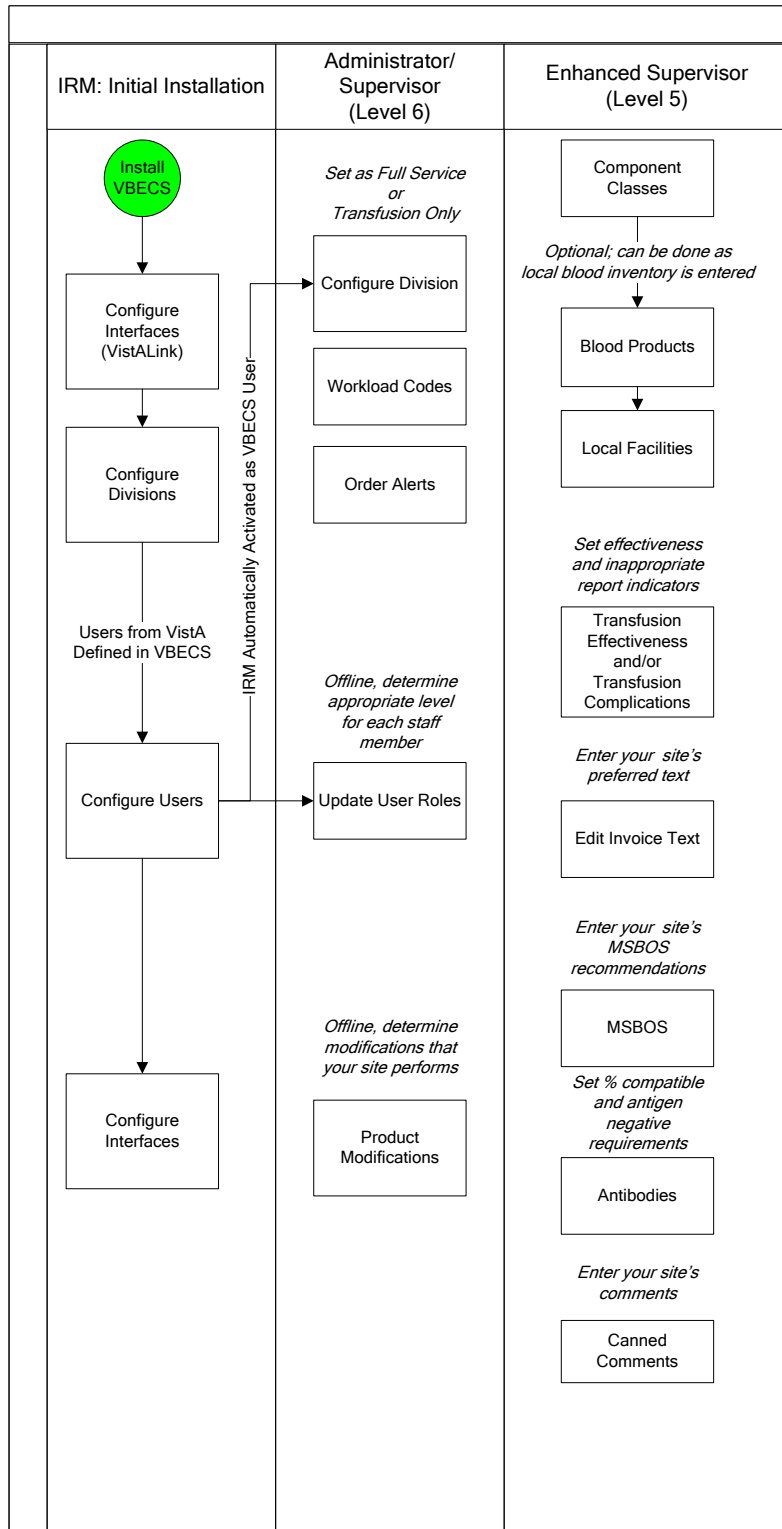 IRM: Initial Installation
Administrator/
Supervisor
(Level 6)
Enhanced Supervisor
(Level 5)
Install
VBECS
Configure
Interfaces
(VistALink)
Configure
Divisions
Users from VistA
Defined in VBECS
Configure Users
Configure
Interfaces
IRM Automatically Activated as VBECS User
Set as Full Service
or
Transfusion Only
Configure Division
Workload Codes
Order Alerts
Offline, determine
appropriate level
for each staff
member
Update User Roles
Offline, determine
modifications that
your site performs
Product
Modifications
Component
Classes
Optional; can be done as
local blood inventory is entered
Blood Products
Local Facilities
Set effectiveness
and inappropriate
report indicators
Transfusion
Effectiveness
and/or
Transfusion
Complications
Enter your site's
preferred text
Edit Invoice Text
Enter your site's
MSBOS
recommendations
MSBOS
Set % compatible
and antigen
negative
requirements
Antibodies
Enter your site's
comments
Canned
Comments